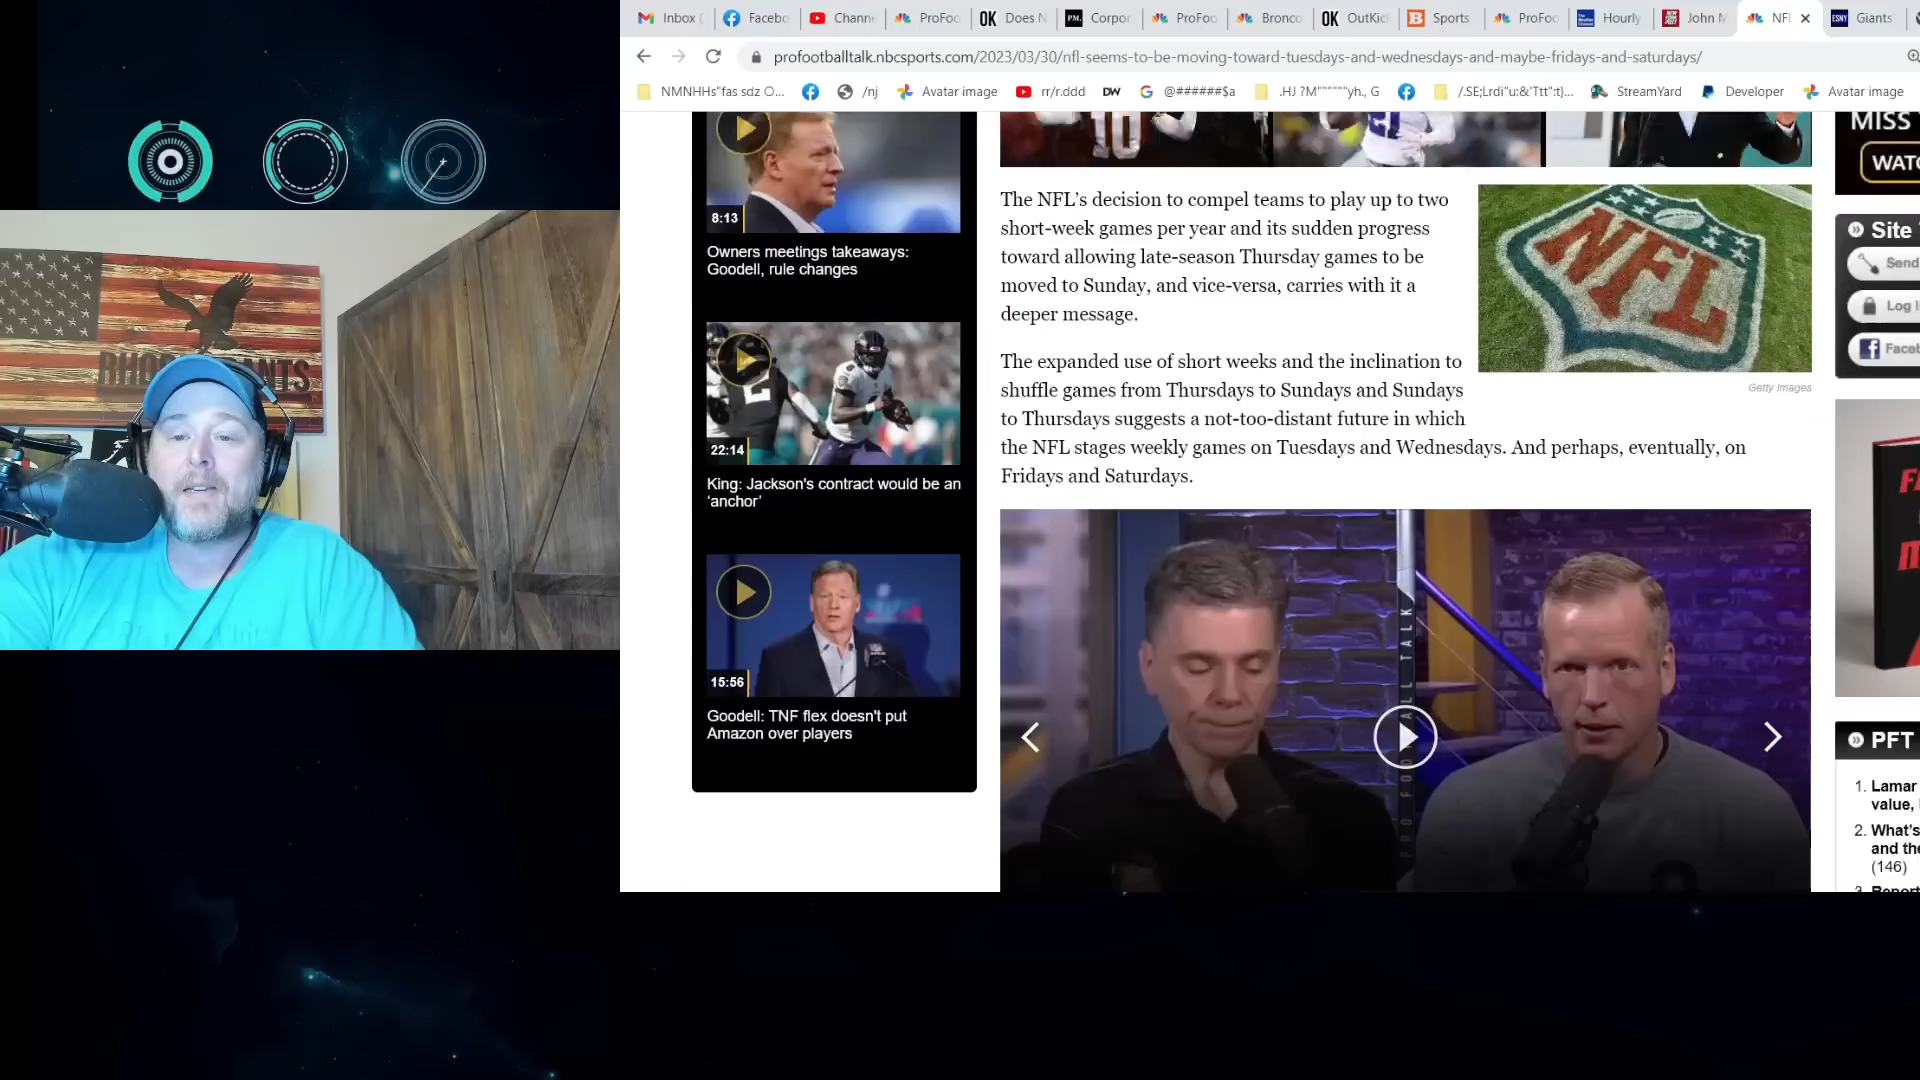 Inbox
Facebo
Chann
ProFoo
Does N
Corpor
ProFoo
Bronco
OutKic
Sports
ProFoo
Hourly
John M
NFL
Giants'
profootballtalk.nbcsports.com/2023/03/30/nfl-seems-to-be-moving-toward-tuesdays-and-wednesdays-and-maybe-fridays-and-saturdays/
/nj
Avatar image
rr/r.ddd
DW
@######$a
StreamYard
Developer
Avatar image
8:13
Owners meetings takeaways:
Goodell, rule changes
22:14
King: Jackson's contract would be an
‘anchor’
15:56
Goodell: TNF flex doesn't put
Amazon over players
The NFL’s decision to compel teams to play up to two
short-week games per year and its sudden progress
toward allowing late-season Thursday games to be
moved to Sunday, and vice-versa, carries with it a
deeper message.
NFL
Getty Images
The expanded use of short weeks and the inclination to
shuffle games from Thursdays to Sundays and Sundays
to Thursdays suggests a not-too-distant future in which
the NFL stages weekly games on Tuesdays and Wednesdays. And perhaps, eventually, on
Fridays and Saturdays.
PRO FOOTBALL TALK
MISS
WATC
Site
Send
Log I
Facet
PFT
1. Lamar
value,
2. What's
and the
(146)
3. Report